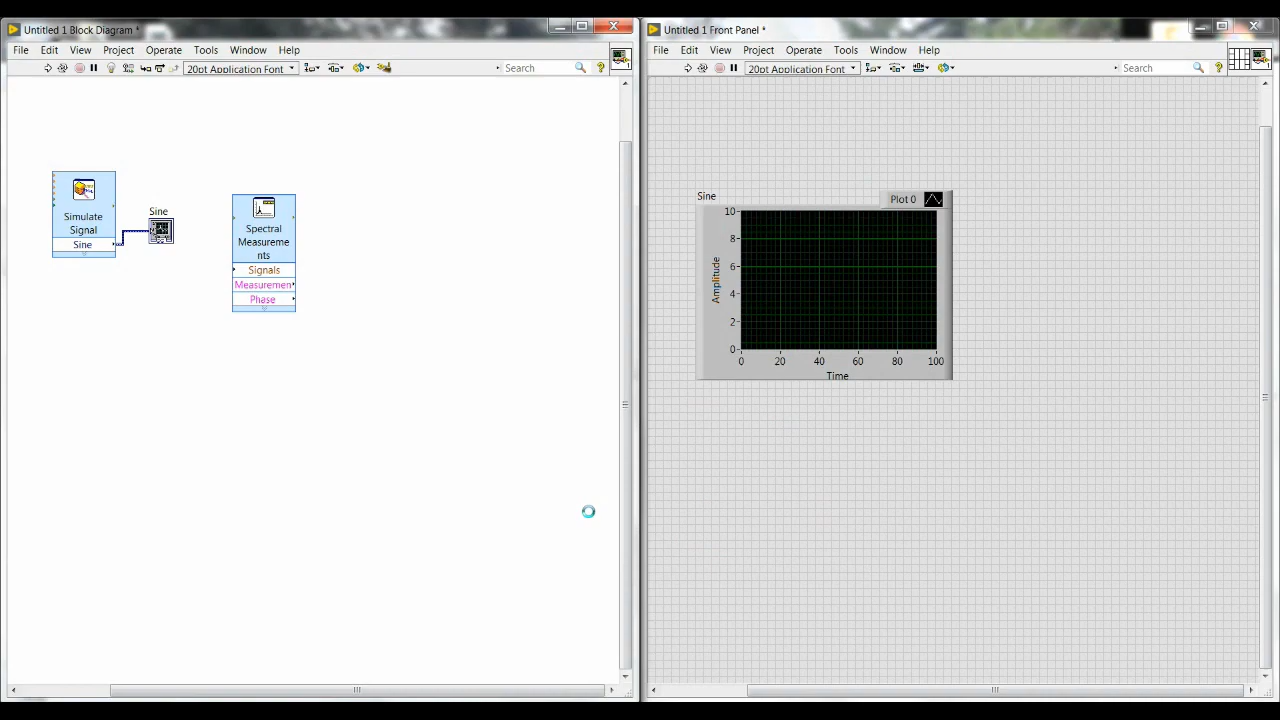 Untitled 1 Block Diagram *
File Edit View Project Operate Tools Window Help
20pt Application Font
Search
Simulate
Signal
Sine
Sine
Spectral
Measureme
nts
Signals
Measuremen
Phase
Untitled 1 Front Panel *
File Edit View Project Operate Tools Window Help
20pt Application Font
Search
Sine
Plot 0
10
8
6
4
2
0
Amplitude
0 20 40 60 80 100
Time